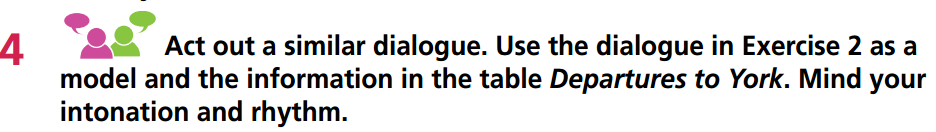 4 Act out a similar dialogue. Use the dialogue in Exercise 2 as a
model and the information in the table Departures to York. Mind your
intonation and rhythm.